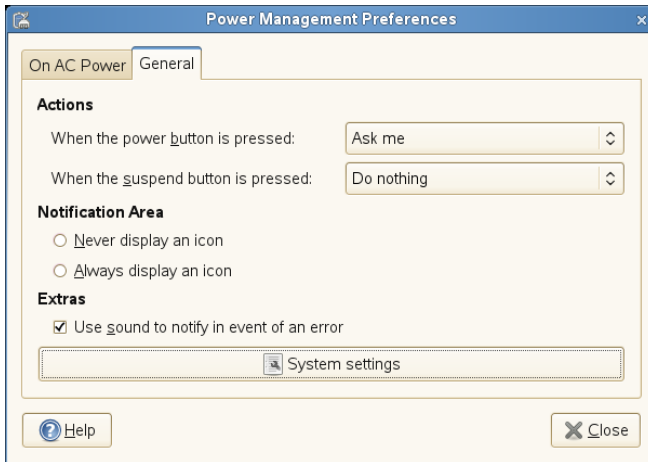 Power Management Preferences
On AC Power General
Actions
When the power button is pressed: Ask me
When the suspend button is pressed: Do nothing
Notification Area
Never display an icon
Always display an icon
Extras
Use sound to notify in event of an error
System settings
Help Close